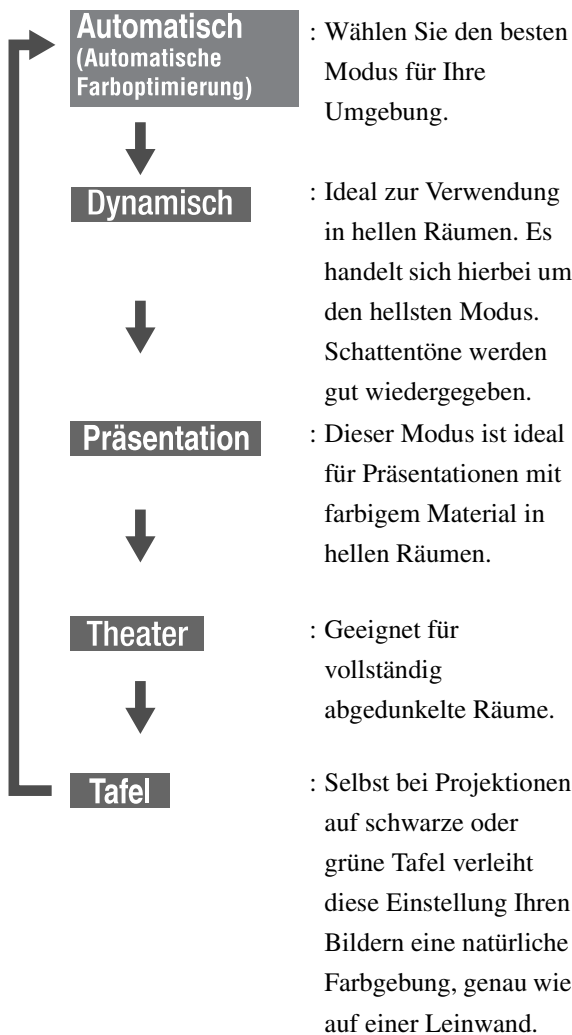 Automatisch
(Automatische
Farboptimierung)
: Wählen Sie den besten
Modus für Ihre
Umgebung.
Dynamisch
: Ideal zur Verwendung
in hellen Räumen. Es
handelt sich hierbei um
den hellsten Modus.
Schattentöne werden
gut wiedergegeben.
Präsentation
: Dieser Modus ist ideal
für Präsentationen mit
farbigem Material in
hellen Räumen.
Theater
: Geeignet für
vollständig
abgedunkelte Räume.
Tafel
: Selbst bei Projektionen
auf schwarze oder
grüne Tafel verleiht
diese Einstellung Ihren
Bildern eine natürliche
Farbgebung, genau wie
auf einer Leinwand.